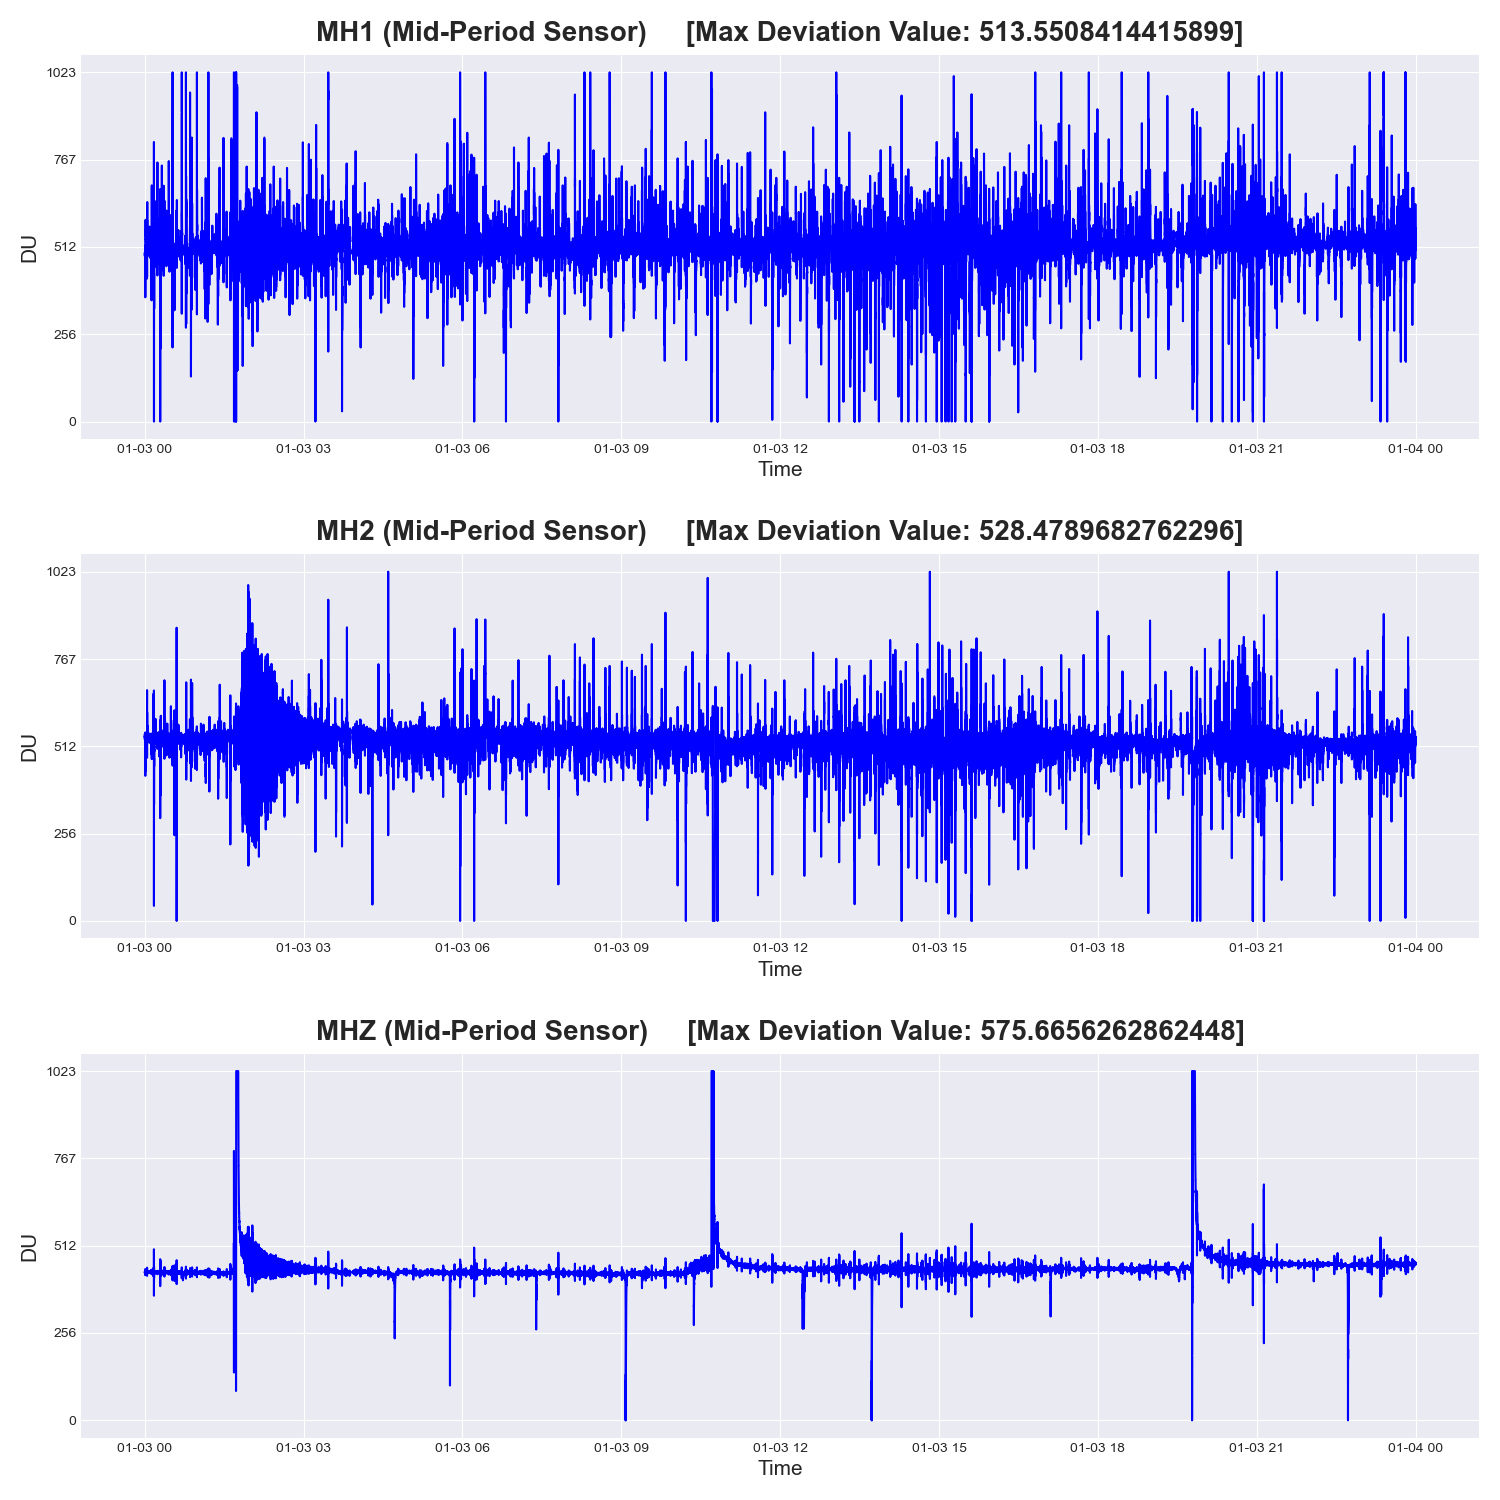 MH1 (Mid-Period Sensor) [Max Deviation Value: 513.5508414415899]
1023
767
512
256
0
DU
01-03 00 01-03 03 01-03 06 01-03 09 01-03 12 01-03 15 01-03 18 01-03 21 01-04 00
Time
MH2 (Mid-Period Sensor) [Max Deviation Value: 528.4789682762296]
1023
767
512
256
0
DU
01-03 00 01-03 03 01-03 06 01-03 09 01-03 12 01-03 15 01-03 18 01-03 21 01-04 00
Time
MHZ (Mid-Period Sensor) [Max Deviation Value: 575.6656262862448]
1023
767
512
256
0
DU
01-03 00 01-03 03 01-03 06 01-03 09 01-03 12 01-03 15 01-03 18 01-03 21 01-04 00
Time